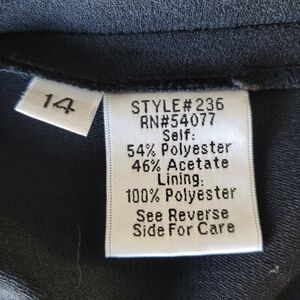 14
STYLE#236
RN#54077
Self:
54% Polyester
46% Acetate
Lining:
100% Polyester
See Reverse
Side For Care